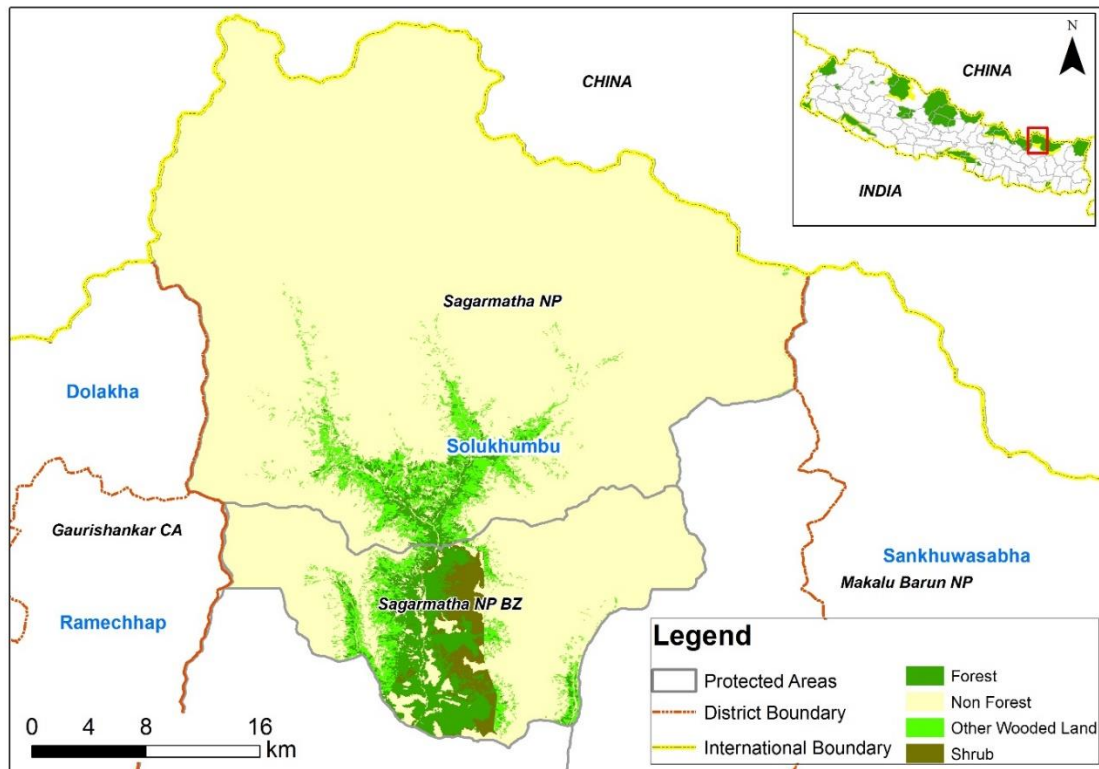 CHINA
N
CHINA
INDIA
Sagarmatha NP
Dolakha
Solukhumbu
Gaurishankar CA
Sankhuwasabha
Makalu Barun NP
Sagarmatha NP BZ
Ramechhap
Legend
Protected Areas
District Boundary
International Boundary
Forest
Non Forest
Other Wooded Land
Shrub
0 4 8 16
km